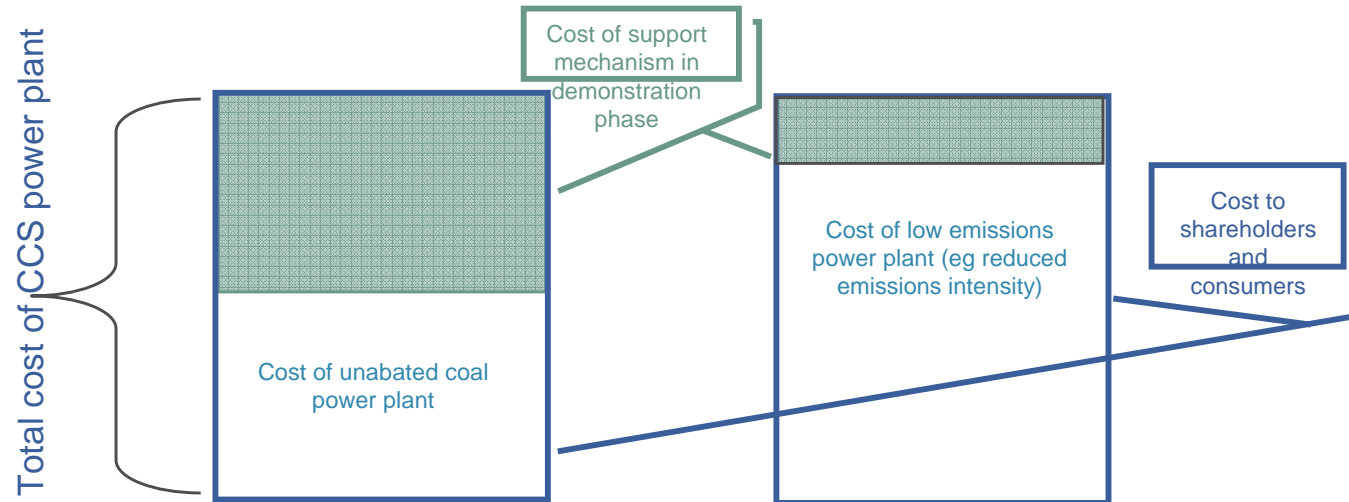 Total cost of CCS power plant
Cost of support
mechanism in
demonstration
phase
Cost of unabated coal
power plant
Cost of low emissions
power plant (eg reduced
emissions intensity)
Cost to
shareholders
and
consumers